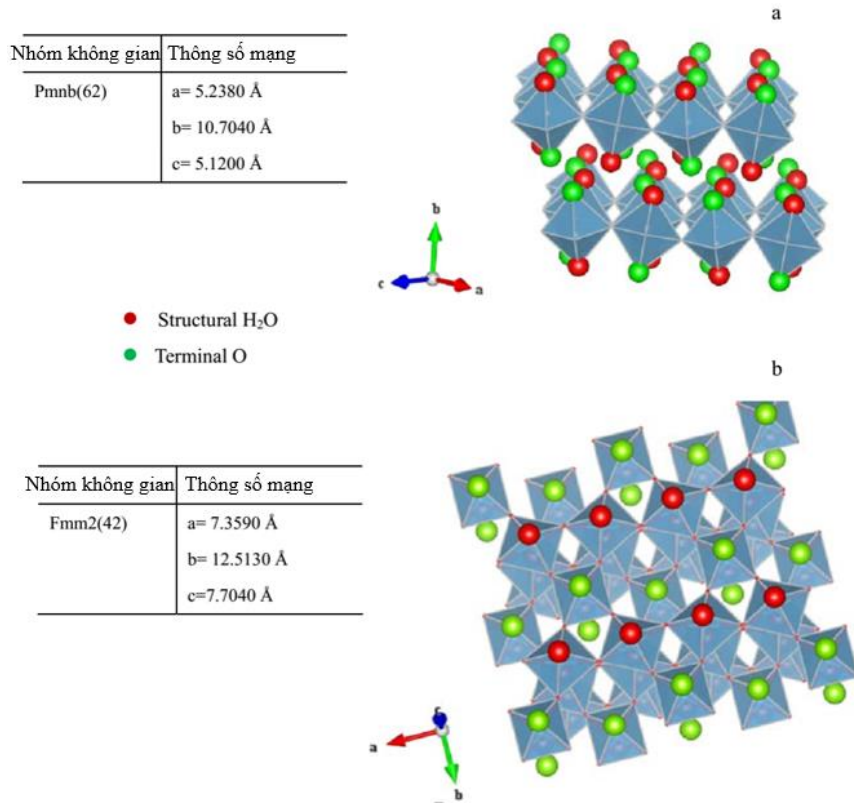 a
Nhóm không gian Thông số mạng
Pmnb(62) a= 5.2380 Å
b= 10.7040 Å
c= 5.1200 Å
b
c
a
Structural H₂O
Terminal O
b
Nhóm không gian Thông số mạng
Fmm2(42) a= 7.3590 Å
b= 12.5130 Å
c=7.7040 Å
a
b